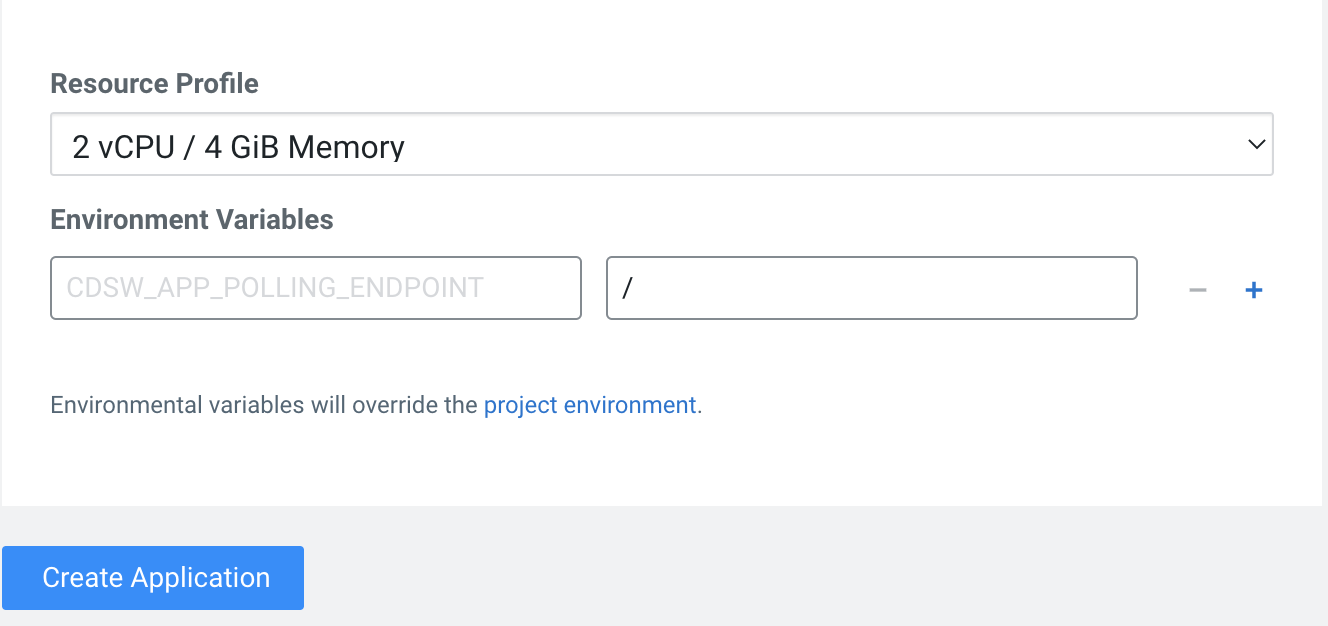 Resource Profile
2 vCPU / 4 GiB Memory
Environment Variables
CDSW_APP_POLLING_ENDPOINT /
Environmental variables will override the project environment.
Create Application